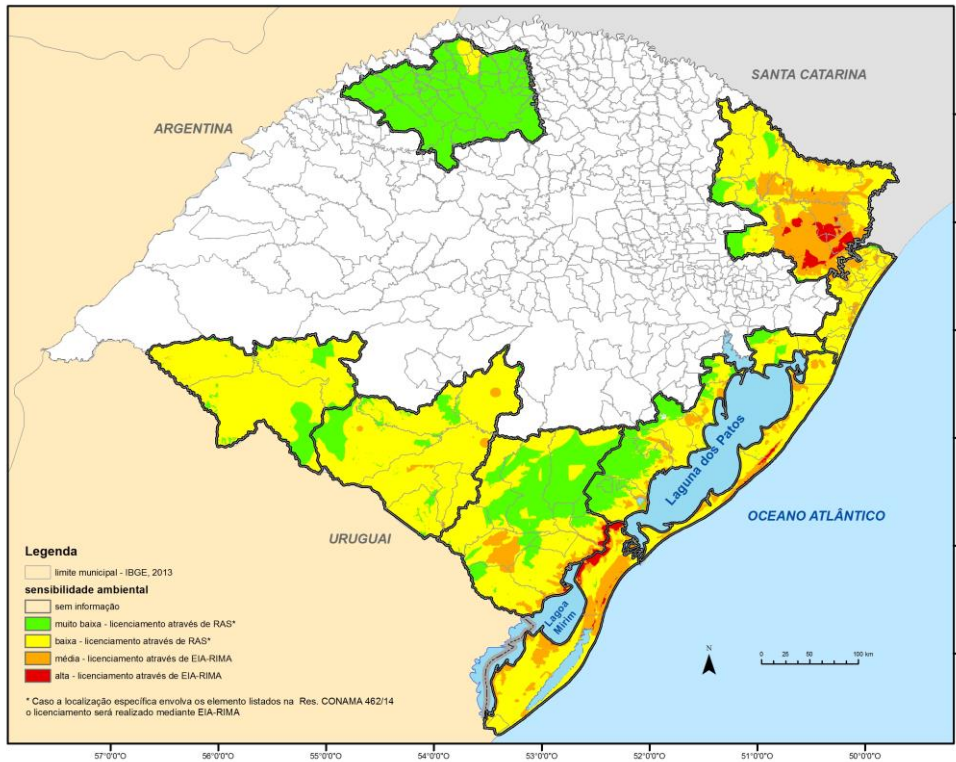 SANTA CATARINA
ARGENTINA
Laguna dos Patos
OCEANO ATLÂNTICO
URUGUAI
Lagoa
Mirim
Legenda
limite municipal - IBGE, 2013
sensibilidade ambiental
sem informação
muito baixa - licenciamento através de RAS*
baixa - licenciamento através de RAS*
média - licenciamento através de EIA-RIMA
alta - licenciamento através de EIA-RIMA
* Caso a localização específica envolva os elemento listados na Res. CONAMA 462/14
o licenciamento será realizado mediante EIA-RIMA
N
0 25 50 100 km
57°0'0"O 56°0'0"O 55°0'0"O 54°0'0"O 53°0'0"O 52°0'0"O 51°0'0"O 50°0'0"O